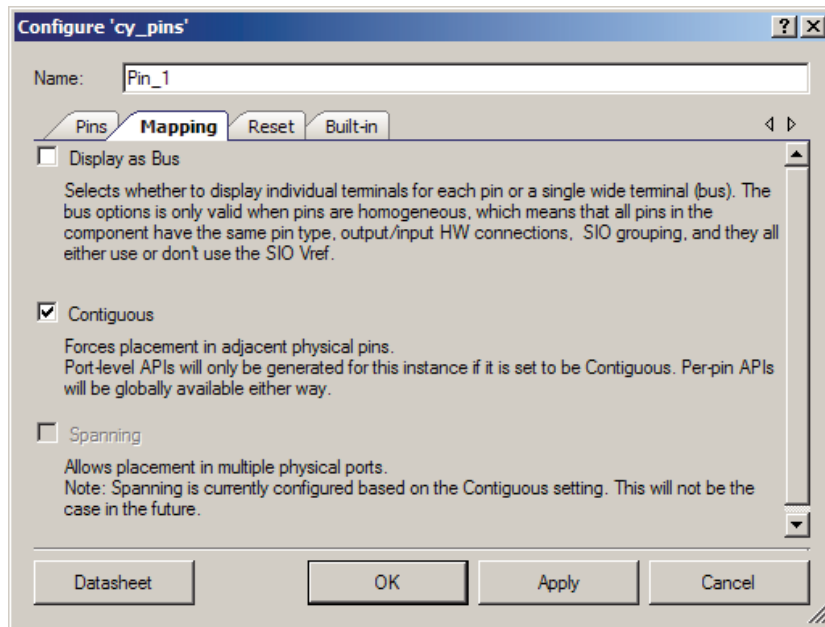 Configure 'cy_pins'
Name: Pin_1
Pins Mapping Reset Built-in
Display as Bus
Selects whether to display individual terminals for each pin or a single wide terminal (bus). The
bus options is only valid when pins are homogeneous, which means that all pins in the
component have the same pin type, output/input HW connections, SIO grouping, and they all
either use or don't use the SIO Vref.
Contiguous
Forces placement in adjacent physical pins.
Port-level APIs will only be generated for this instance if it is set to be Contiguous. Per-pin APIs
will be globally available either way.
Spanning
Allows placement in multiple physical ports.
Note: Spanning is currently configured based on the Contiguous setting. This will not be the
case in the future.
Datasheet OK Apply Cancel